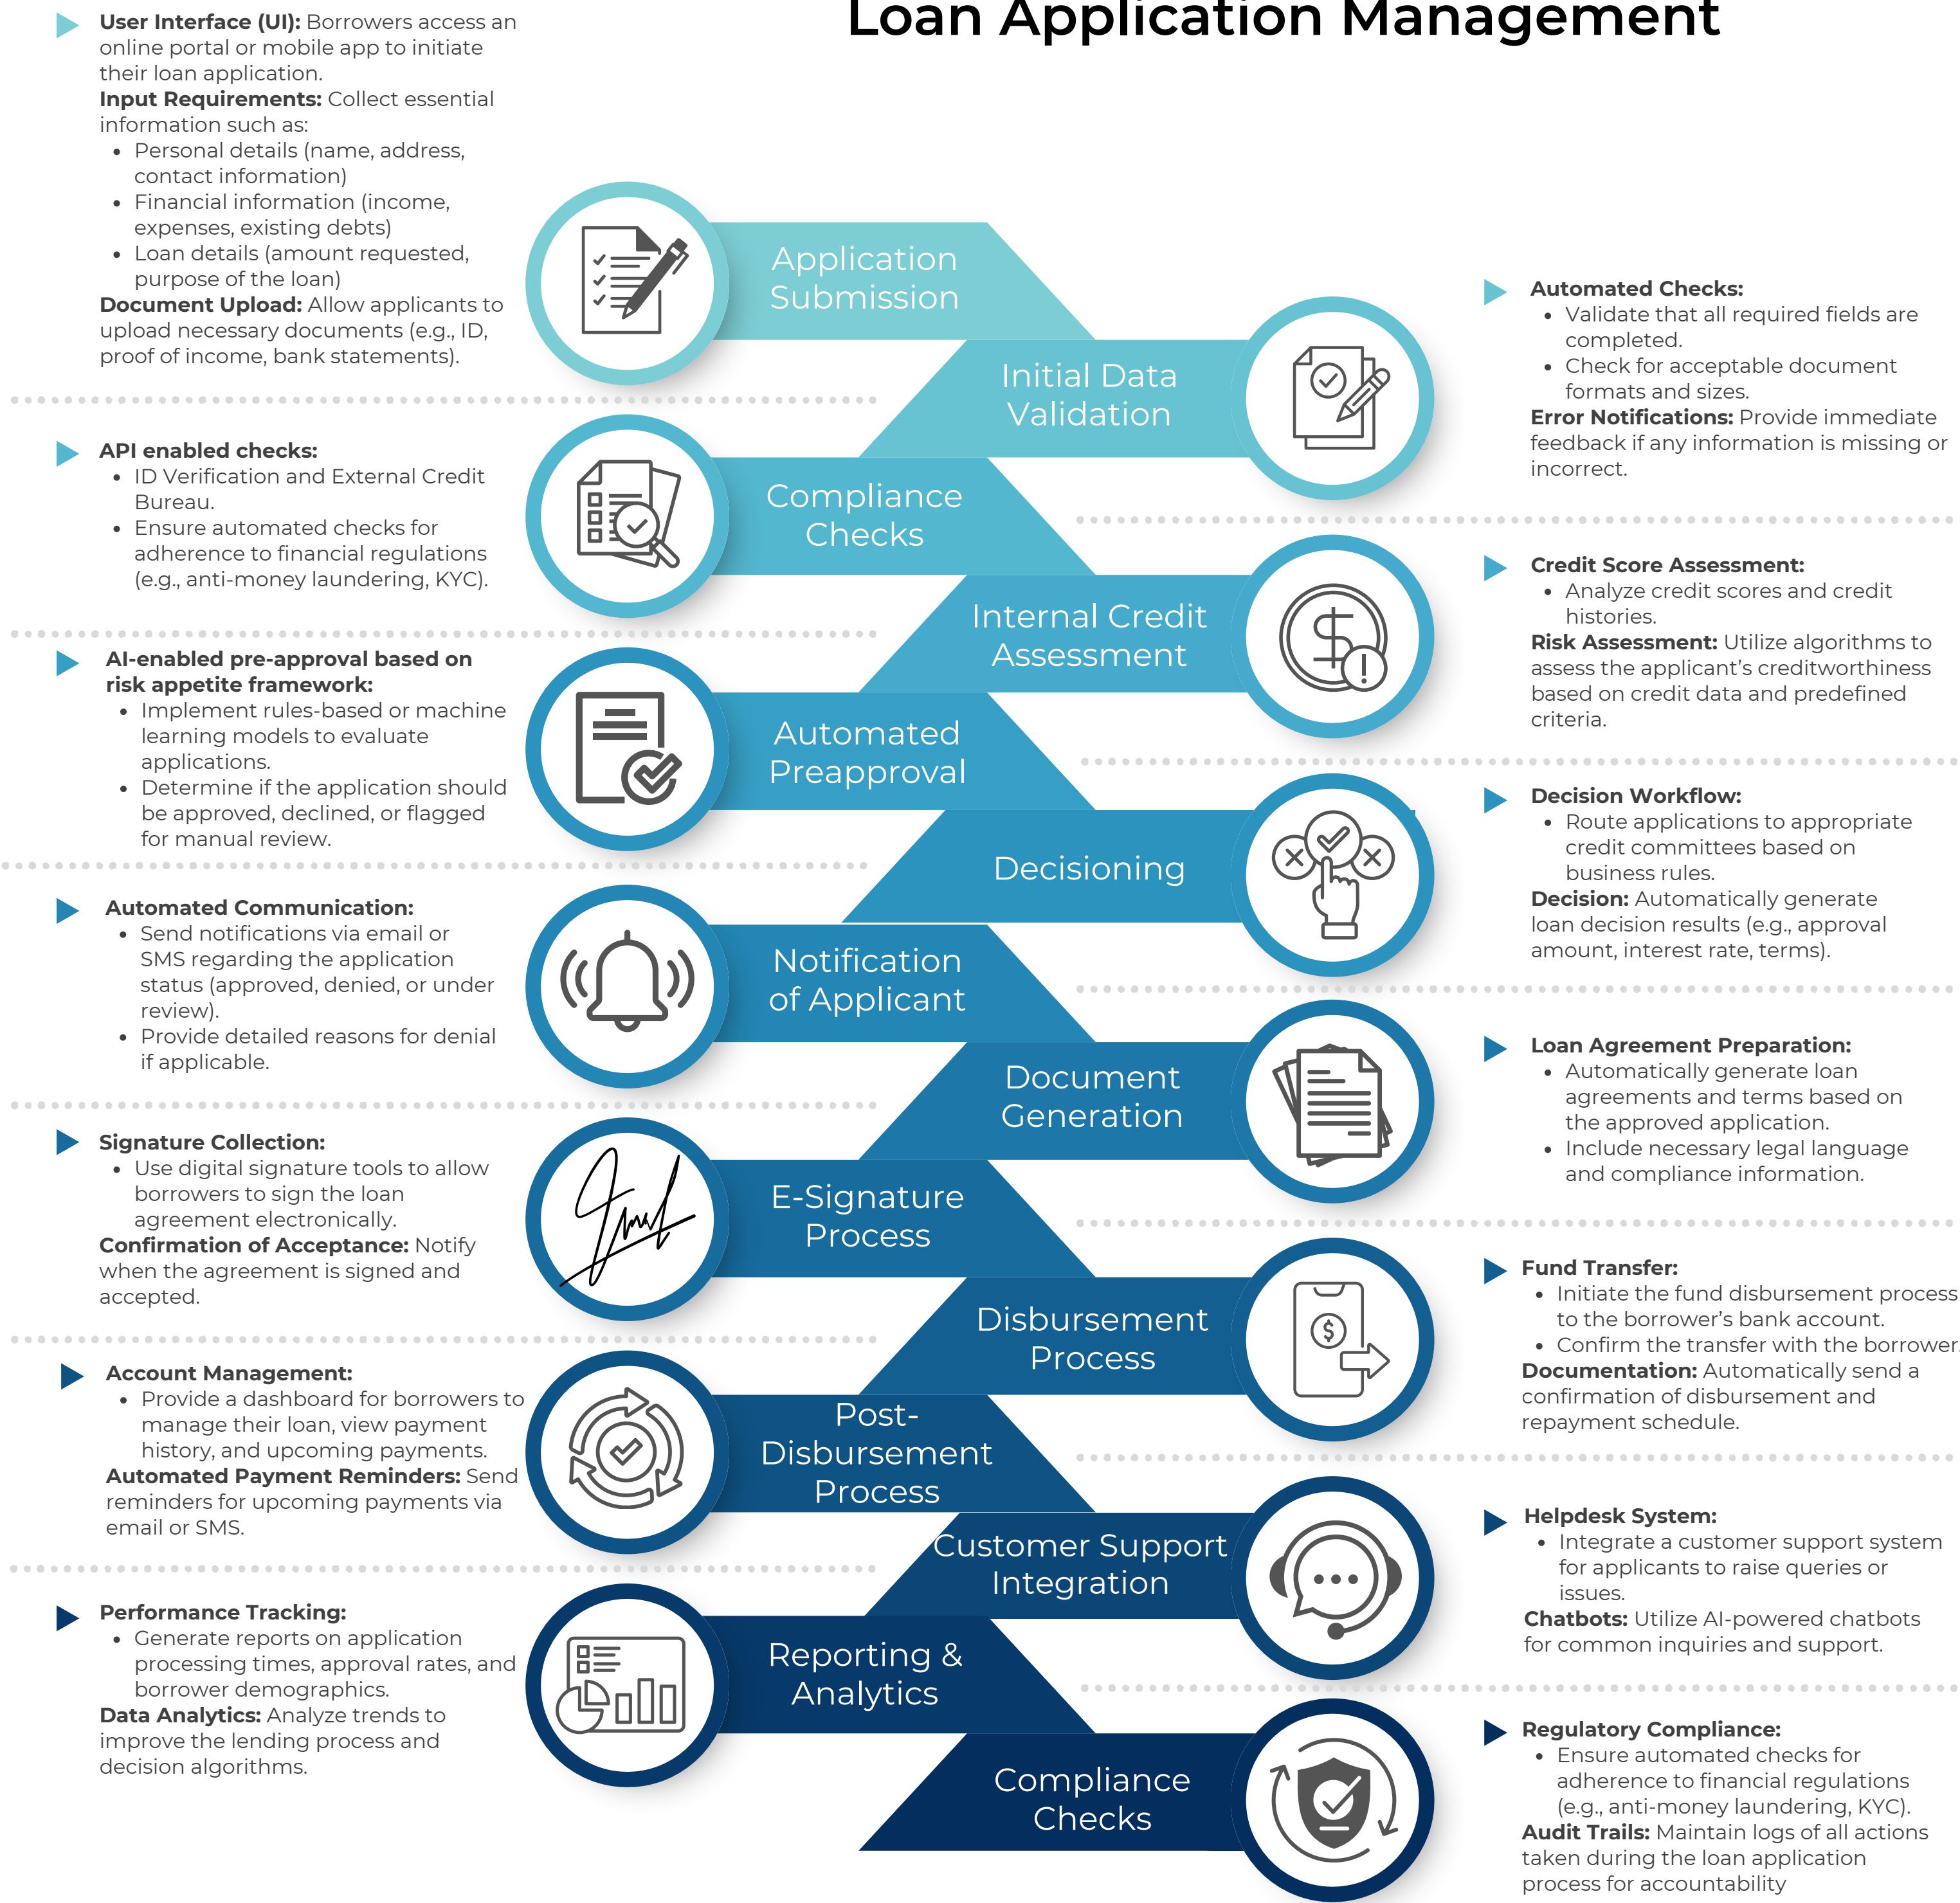 Loan Application Management
User Interface (UI): Borrowers access an
online portal or mobile app to initiate
their loan application.
Input Requirements: Collect essential
information such as:
• Personal details (name, address,
contact information)
• Financial information (income,
expenses, existing debts)
• Loan details (amount requested,
purpose of the loan)
Document Upload: Allow applicants to
upload necessary documents (e.g., ID,
proof of income, bank statements).
Application
Submission
Initial Data
Validation
Automated Checks:
• Validate that all required fields are
completed.
• Check for acceptable document
formats and sizes.
Error Notifications: Provide immediate
feedback if any information is missing or
incorrect.
API enabled checks:
• ID Verification and External Credit
Bureau.
• Ensure automated checks for
adherence to financial regulations
(e.g., anti-money laundering, KYC).
Compliance
Checks
Internal Credit
Assessment
Credit Score Assessment:
• Analyze credit scores and credit
histories.
Risk Assessment: Utilize algorithms to
assess the applicant's creditworthiness
based on credit data and predefined
criteria.
AI-enabled pre-approval based on
risk appetite framework:
• Implement rules-based or machine
learning models to evaluate
applications.
• Determine if the application should
be approved, declined, or flagged
for manual review.
Automated
Preapproval
Decisioning
Decision Workflow:
• Route applications to appropriate
credit committees based on
business rules.
Decision: Automatically generate
loan decision results (e.g., approval
amount, interest rate, terms).
Automated Communication:
• Send notifications via email or
SMS regarding the application
status (approved, denied, or under
review).
• Provide detailed reasons for denial
if applicable.
Notification
of Applicant
Document
Generation
Loan Agreement Preparation:
• Automatically generate loan
agreements and terms based on
the approved application.
• Include necessary legal language
and compliance information.
Signature Collection:
• Use digital signature tools to allow
borrowers to sign the loan
agreement electronically.
Confirmation of Acceptance: Notify
when the agreement is signed and
accepted.
E-Signature
Process
Disbursement
Process
Fund Transfer:
• Initiate the fund disbursement process
to the borrower's bank account.
• Confirm the transfer with the borrower.
Documentation: Automatically send a
confirmation of disbursement and
repayment schedule.
Account Management:
• Provide a dashboard for borrowers to
manage their loan, view payment
history, and upcoming payments.
Automated Payment Reminders: Send
reminders for upcoming payments via
email or SMS.
Post-
Disbursement
Process
Customer Support
Integration
Helpdesk System:
• Integrate a customer support system
for applicants to raise queries or
issues.
Chatbots: Utilize AI-powered chatbots
for common inquiries and support.
Performance Tracking:
• Generate reports on application
processing times, approval rates, and
borrower demographics.
Data Analytics: Analyze trends to
improve the lending process and
decision algorithms.
Reporting &
Analytics
Compliance
Checks
Regulatory Compliance:
• Ensure automated checks for
adherence to financial regulations
(e.g., anti-money laundering, KYC).
Audit Trails: Maintain logs of all actions
taken during the loan application
process for accountability